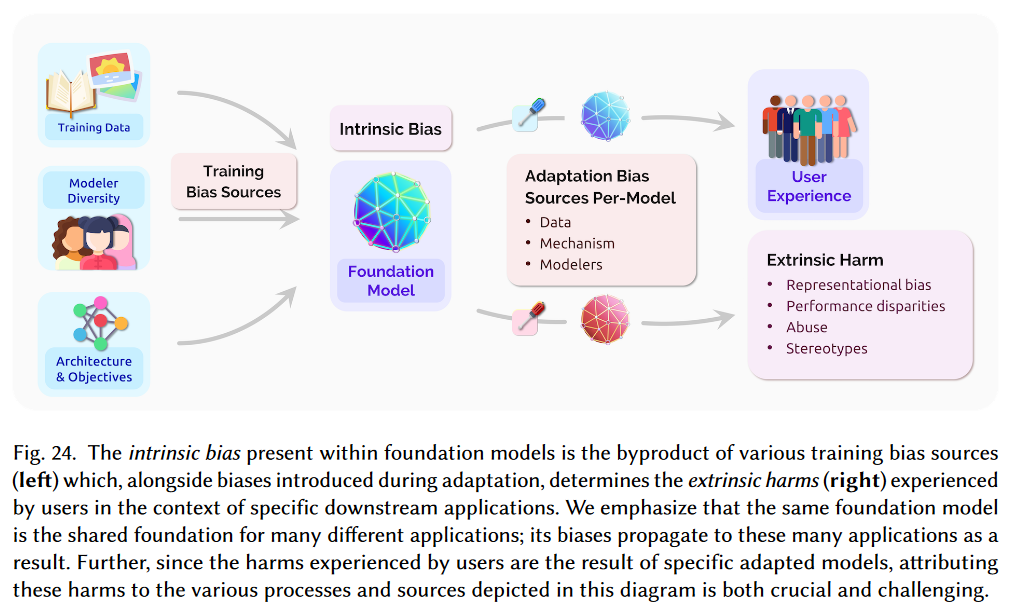 Training Data
Modeler
Diversity
Architecture
& Objectives
Training
Bias Sources
Intrinsic Bias
Foundation
Model
Adaptation Bias
Sources Per-Model
• Data
• Mechanism
• Modelers
User
Experience
Extrinsic Harm
• Representational bias
• Performance disparities
• Abuse
• Stereotypes
Fig. 24. The intrinsic bias present within foundation models is the byproduct of various training bias sources
(left) which, alongside biases introduced during adaptation, determines the extrinsic harms (right) experienced
by users in the context of specific downstream applications. We emphasize that the same foundation model
is the shared foundation for many different applications; its biases propagate to these many applications as a
result. Further, since the harms experienced by users are the result of specific adapted models, attributing
these harms to the various processes and sources depicted in this diagram is both crucial and challenging.